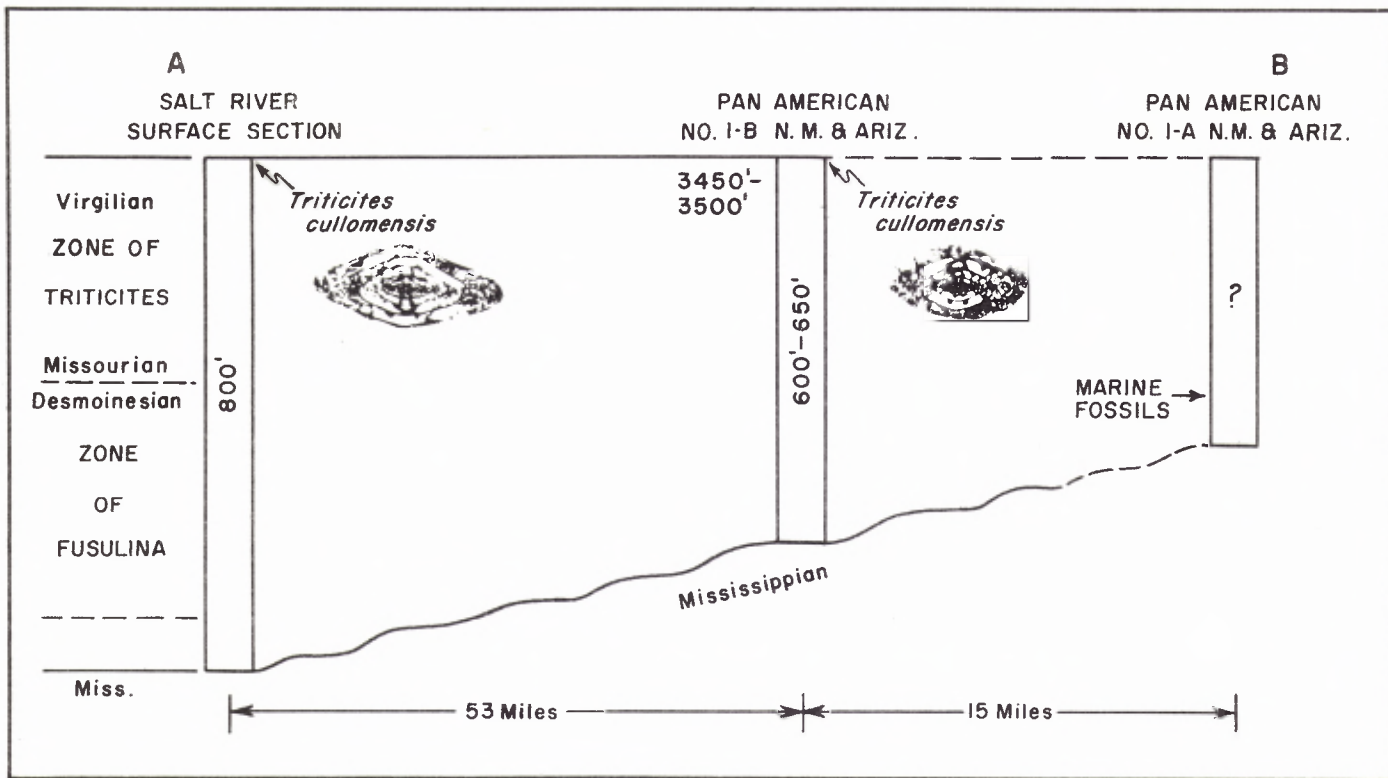 A
SALT RIVER
SURFACE SECTION
PAN AMERICAN
NO. 1-B N.M. & ARIZ.
B
PAN AMERICAN
NO. 1-A N.M. & ARIZ.
Virgilian
ZONE OF
TRITICITES
Missourian
Desmoinesian
ZONE
OF
FUSULINA
Miss.
800'
Triticites
cullomensis
3450'-
3500'
600'-650'
Triticites
cullomensis
?
MARINE
FOSSILS
Mississippian
53 Miles
15 Miles